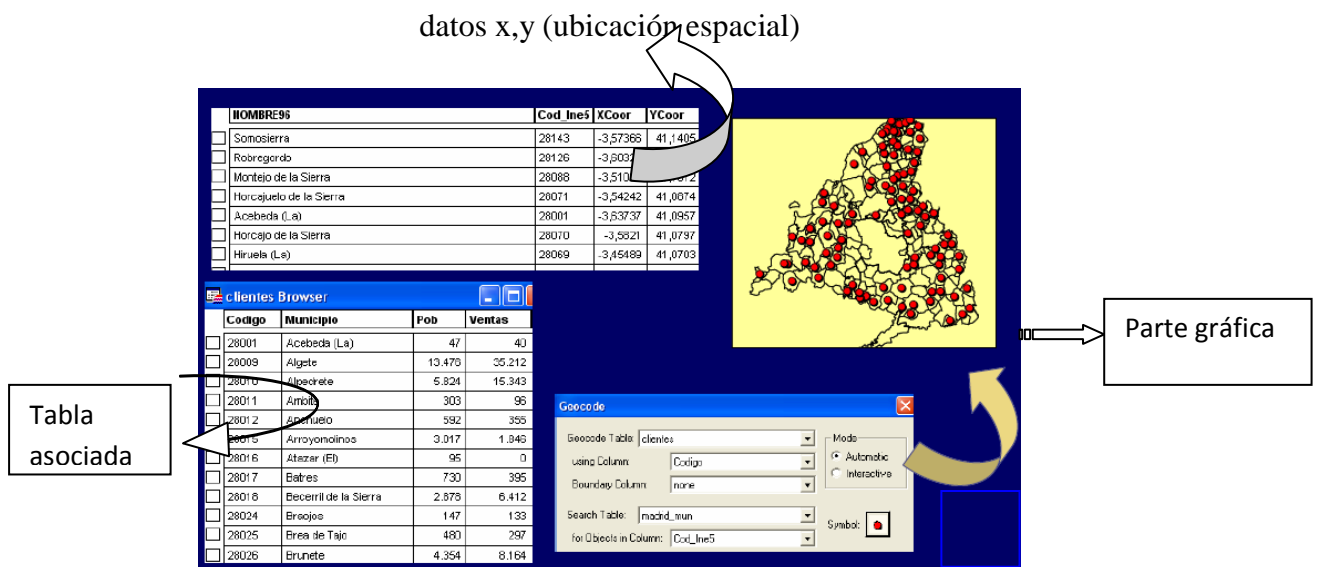 datos x,y (ubicación espacial)
NOMBRE96 Cod_Ine5 XCoor YCoor
Somosierra 28143 -3,57366 41,1405
Robregordo 28126
Montejo de la Sierra 28088
Horcajuelo de la Sierra 28071 -3,54242 41,0874
Acebeda (La) 28001 -3,63737 41,0957
Horcajo de la Sierra 28070 -3,5821 41,0797
Hiruela (La) 28069 -3,45489 41,0703
clientes Browser
Codigo Municipio Pob Ventas
28001 Acebeda (La) 47 40
28009 Algete 13.476 35.212
28010 Alpedrete 5.824 15.343
28011 Ambite 303 96
28012 Anchuelo 592 355
28015 Arroyomolinos 3.017 1.846
28016 Atazar (El) 95 0
28017 Batres 730 395
28018 Becerril de la Sierra 2.878 6.412
28024 Braojos 147 133
28025 Brea de Tajo 480 297
28026 Brunete 4.354 8.164
Tabla
asociada
Geocode
Geocode Table: clientes
using Column: Codigo
Boundary Column: none
Search Table: madrid_mun
for Objects in Column: Cod_Ine5
Mode
Automatic
Interactive
Symbol:
Parte gráfica